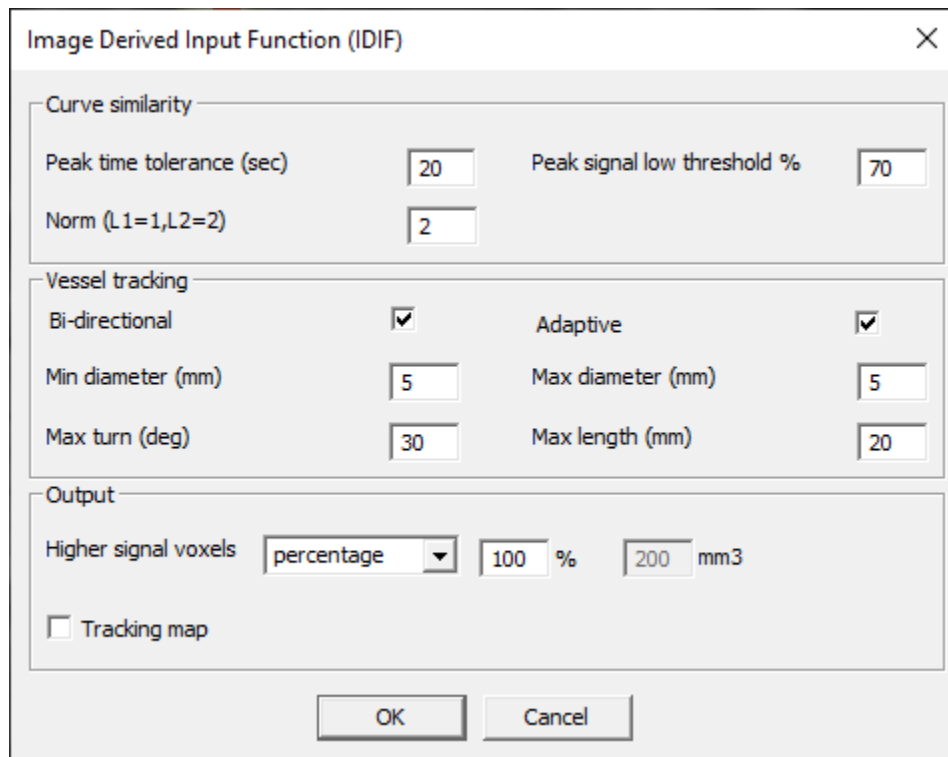 Image Derived Input Function (IDIF)
Curve similarity
Peak time tolerance (sec) 20 Peak signal low threshold % 70
Norm (L1=1,L2=2) 2
Vessel tracking
Bi-directional Adaptive
Min diameter (mm) 5 Max diameter (mm) 5
Max turn (deg) 30 Max length (mm) 20
Output
Higher signal voxels percentage 100 % 200 mm3
Tracking map
OK Cancel